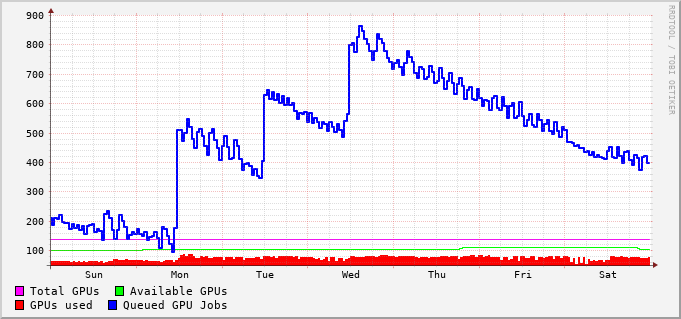 900
800
700
600
500
400
300
200
100
Sun Mon Tue Wed Thu Fri Sat
RRDTOOL / TOBI OETIKER
Total GPUs Available GPUs
GPUs used Queued GPU Jobs